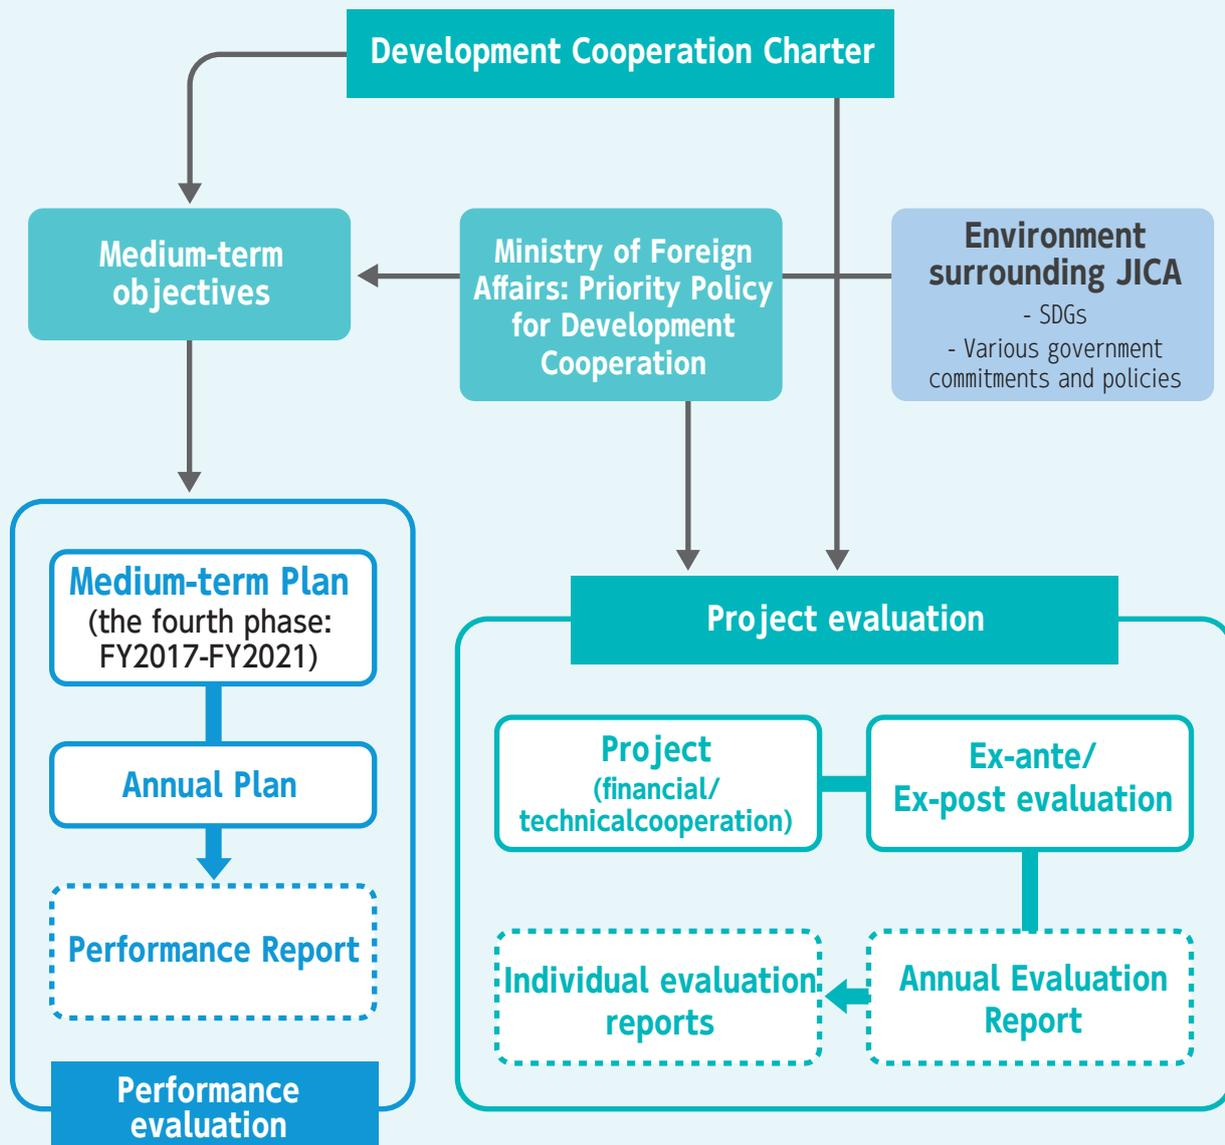 Development Cooperation Charter
Medium-term
objectives
Ministry of Foreign
Affairs: Priority Policy
for Development
Cooperation
Environment
surrounding JICA
- SDGs
- Various government
commitments and policies
Medium-term Plan
(the fourth phase:
FY2017-FY2021)
Annual Plan
Performance Report
Performance
evaluation
Project evaluation
Project
(financial/
technicalcooperation)
Ex-ante/
Ex-post evaluation
Individual evaluation
reports
Annual Evaluation
Report